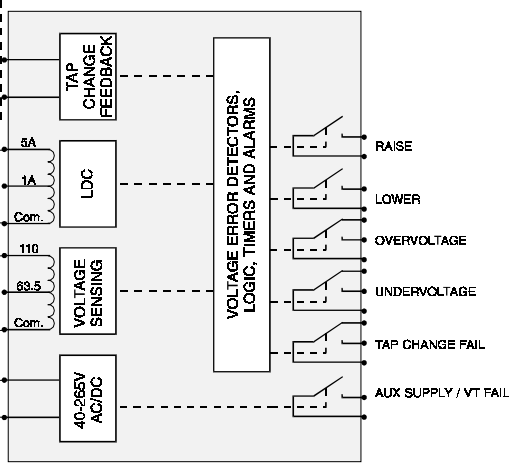 TAP
CHANGE
FEEDBACK
5A
1A
Com.
LDC
110
63.5
Com.
VOLTAGE
SENSING
40-265V
AC/DC
VOLTAGE ERROR DETECTORS,
LOGIC, TIMERS AND ALARMS
RAISE
LOWER
OVERVOLTAGE
UNDERVOLTAGE
TAP CHANGE FAIL
AUX SUPPLY / VT FAIL